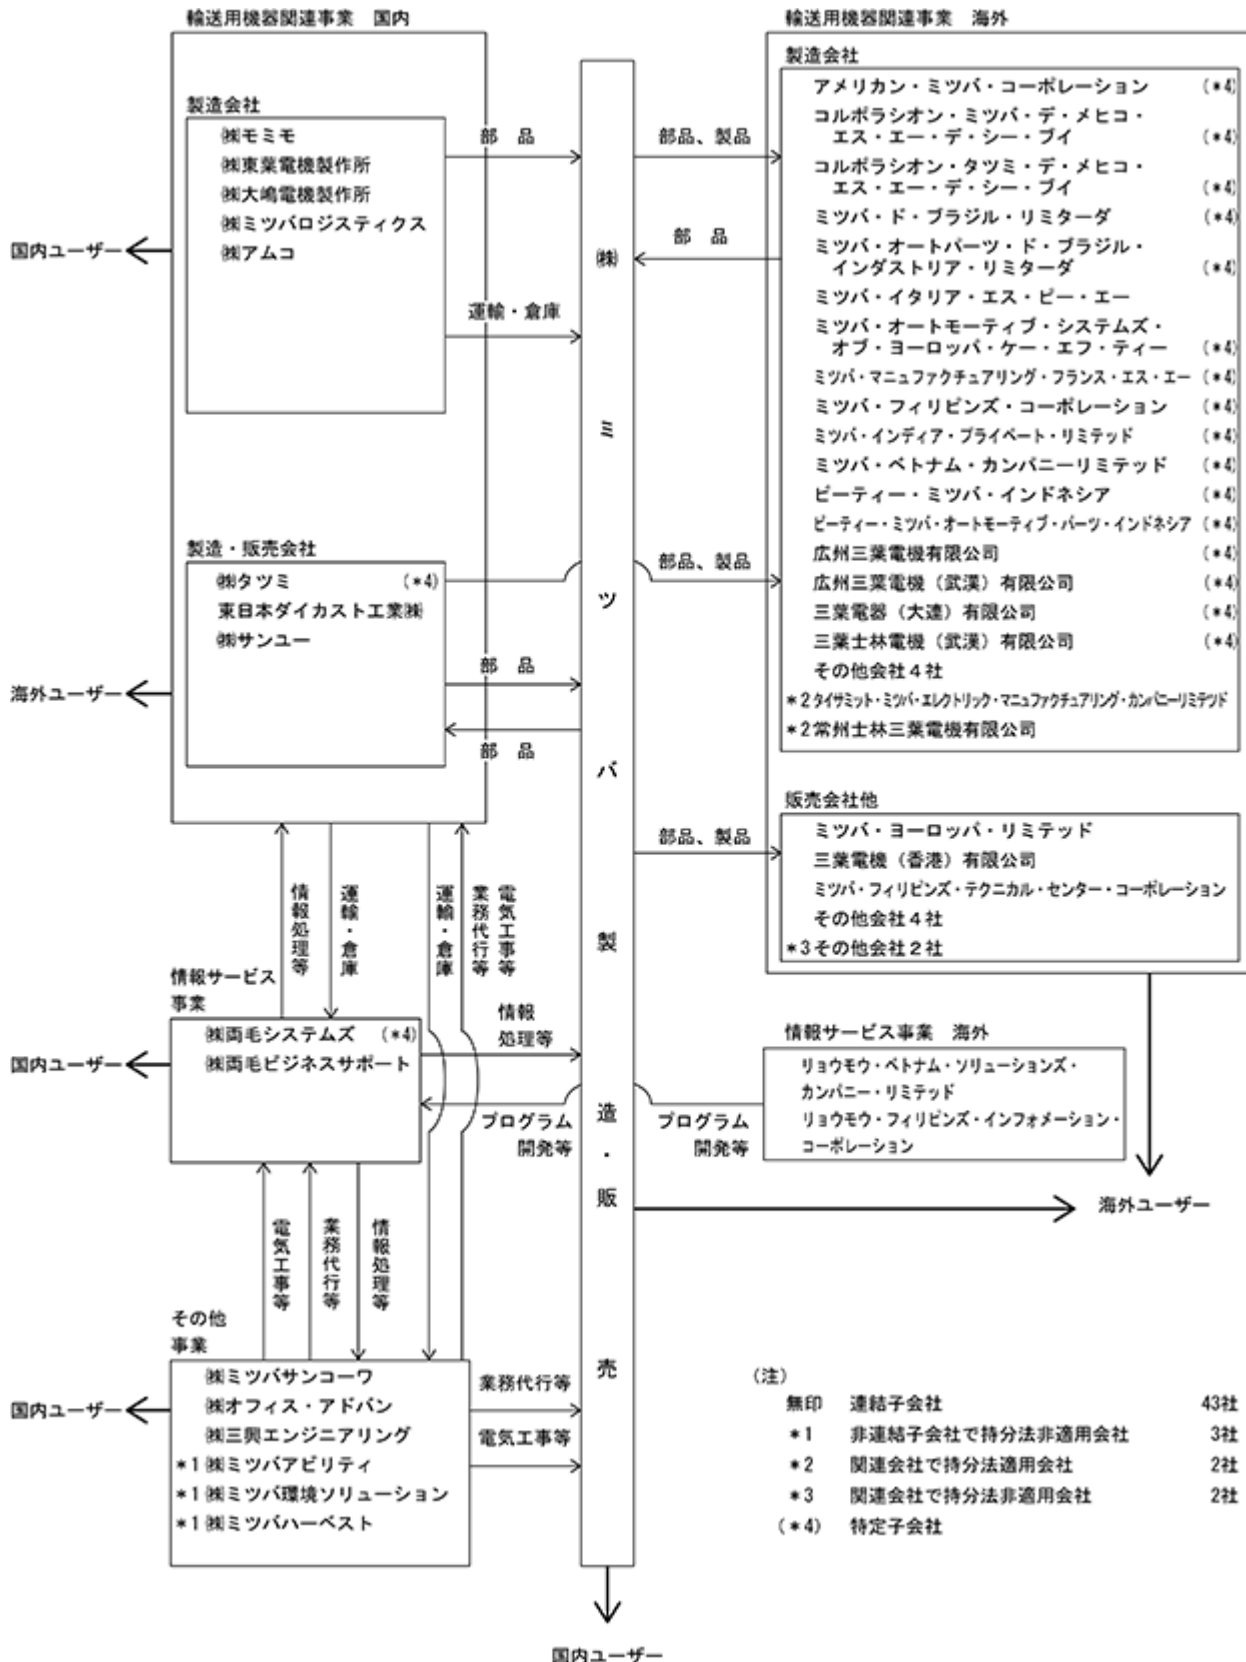 輸送用機器関連事業 国内
製造会社
㈱モミモ
㈱東葉電機製作所
㈱大嶋電機製作所
㈱ミツバロジスティクス
㈱アムコ
部 品
運輸・倉庫
国内ユーザー
製造・販売会社
㈱タツミ (*4)
東日本ダイカスト工業㈱
㈱サンユー
部 品
部 品
海外ユーザー
㈱ミツバ製造・販売
輸送用機器関連事業 海外
製造会社
アメリカン・ミツバ・コーポレーション (*4)
コルポラシオン・ミツバ・デ・メヒコ・
エス・エー・デ・シー・ブイ (*4)
コルポラシオン・タツミ・デ・メヒコ・
エス・エー・デ・シー・ブイ (*4)
ミツバ・ド・ブラジル・リミターダ (*4)
ミツバ・オートパーツ・ド・ブラジル・
インダストリア・リミターダ (*4)
ミツバ・イタリア・エス・ピー・エー
ミツバ・オートモーティブ・システムズ・
オブ・ヨーロッパ・ケー・エフ・ティー (*4)
ミツバ・マニュファクチュアリング・フランス・エス・エー (*4)
ミツバ・フィリピンズ・コーポレーション (*4)
ミツバ・インディア・プライベート・リミテッド (*4)
ミツバ・ベトナム・カンパニーリミテッド (*4)
ピーティー・ミツバ・インドネシア (*4)
ピーティー・ミツバ・オートモーティブ・パーツ・インドネシア (*4)
広州三葉電機有限公司 (*4)
広州三葉電機(武漢)有限公司 (*4)
三葉電器(大連)有限公司 (*4)
三葉士林電機(武漢)有限公司 (*4)
その他会社4社
*2タイサミット・ミツバ・エレクトリック・マニュファクチュアリング・カンパニーリミテッド
*2常州士林三葉電機有限公司
部品、製品
部 品
部品、製品
販売会社他
ミツバ・ヨーロッパ・リミテッド
三葉電機(香港)有限公司
ミツバ・フィリピンズ・テクニカル・センター・コーポレーション
その他会社4社
*3その他会社2社
部品、製品
情報処理等
運輸・倉庫
運輸・倉庫
業務代行等
電気工事等
情報サービス
事業
㈱両毛システムズ (*4)
㈱両毛ビジネスサポート
国内ユーザー
情報
処理等
プログラム
開発等
プログラム
開発等
情報サービス事業 海外
リョウモウ・ベトナム・ソリューションズ・
カンパニー・リミテッド
リョウモウ・フィリピンズ・インフォメーション・
コーポレーション
海外ユーザー
電気工事等
業務代行等
情報処理等
その他
事業
㈱ミツバサンコーワ
㈱オフィス・アドバン
㈱三興エンジニアリング
*1㈱ミツバアビリティ
*1㈱ミツバ環境ソリューション
*1㈱ミツバハーベスト
国内ユーザー
業務代行等
電気工事等
国内ユーザー
(注)
無印 連結子会社 43社
*1 非連結子会社で持分法非適用会社 3社
*2 関連会社で持分法適用会社 2社
*3 関連会社で持分法非適用会社 2社
(*4) 特定子会社